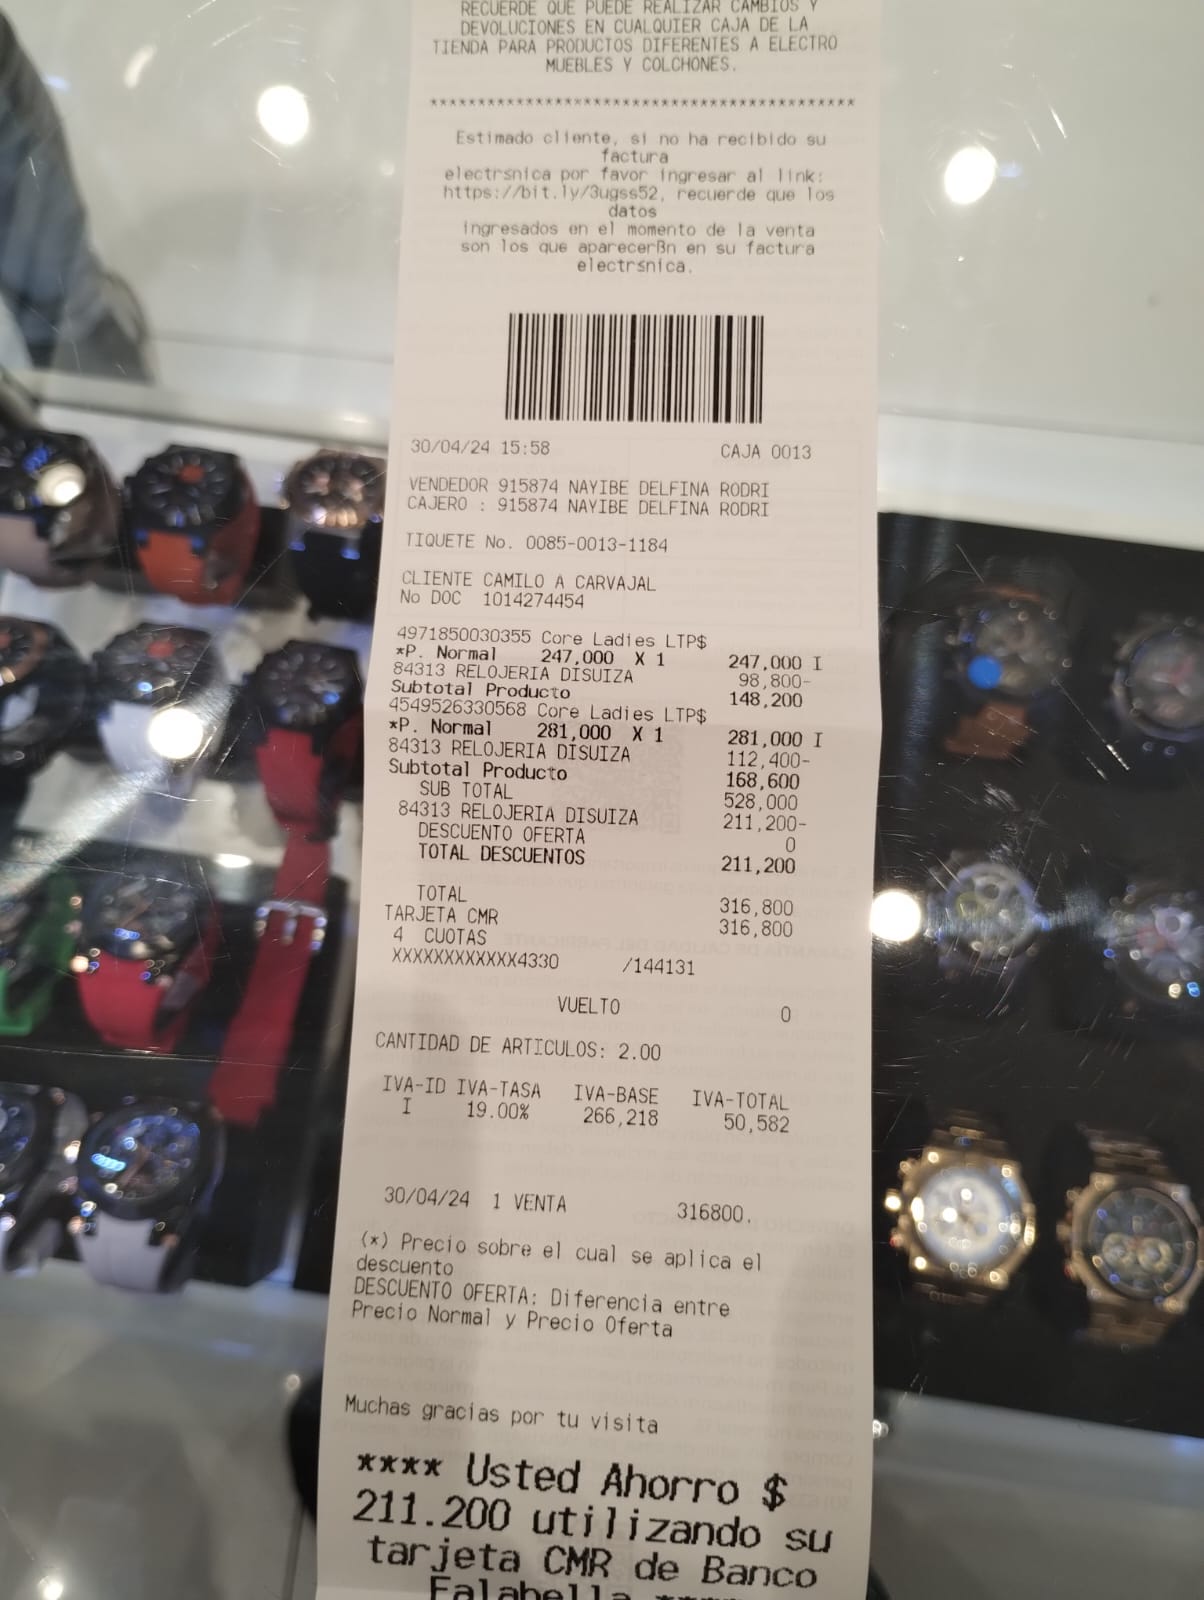 RECUERDE QUE PUEDE REALIZAR CAMBIOS Y
DEVOLUCIONES EN CUALQUIER CAJA DE LA
TIENDA PARA PRODUCTOS DIFERENTES A ELECTRO
MUEBLES Y COLCHONES.
********************************************
Estimado cliente, si no ha recibido su
factura
electrsnica por favor ingresar al link:
https://bit.ly/3ugss52, recuerde que los
datos
ingresados en el momento de la venta
son los que aparecerßn en su factura
electrsnica.
30/04/24 15:58 CAJA 0013
VENDEDOR 915874 NAYIBE DELFINA RODRI
CAJERO : 915874 NAYIBE DELFINA RODRI
TIQUETE No. 0085-0013-1184
CLIENTE CAMILO A CARVAJAL
No DOC 1014274454
4971850030355 Core Ladies LTP$
*P. Normal 247,000 X 1 247,000 I
84313 RELOJERIA DISUIZA 98,800-
Subtotal Producto 148,200
4549526330568 Core Ladies LTP$
*P. Normal 281,000 X 1 281,000 I
84313 RELOJERIA DISUIZA 112,400-
Subtotal Producto 168,600
SUB TOTAL 528,000
84313 RELOJERIA DISUIZA 211,200-
DESCUENTO OFERTA 0
TOTAL DESCUENTOS 211,200
TOTAL 316,800
TARJETA CMR 316,800
4 CUOTAS
XXXXXXXXXXXX4330 /144131
VUELTO 0
CANTIDAD DE ARTICULOS: 2.00
IVA-ID IVA-TASA IVA-BASE IVA-TOTAL
I 19.00% 266,218 50,582
30/04/24 1 VENTA 316800.
(*) Precio sobre el cual se aplica el
descuento
DESCUENTO OFERTA: Diferencia entre
Precio Normal y Precio Oferta
Muchas gracias por tu visita
**** Usted Ahorro $
211.200 utilizando su
tarjeta CMR de Banco
Falabella ****